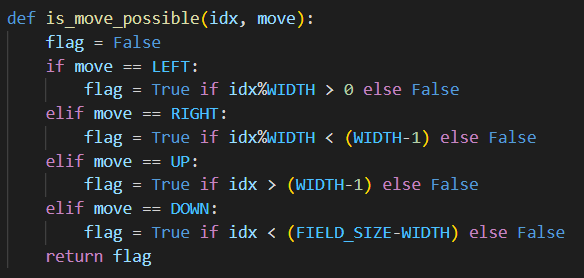 def is_move_possible(idx, move):
    flag = False
    if move == LEFT:
        flag = True if idx%WIDTH > 0 else False
    elif move == RIGHT:
        flag = True if idx%WIDTH < (WIDTH-1) else False
    elif move == UP:
        flag = True if idx > (WIDTH-1) else False
    elif move == DOWN:
        flag = True if idx < (FIELD_SIZE-WIDTH) else False
    return flag